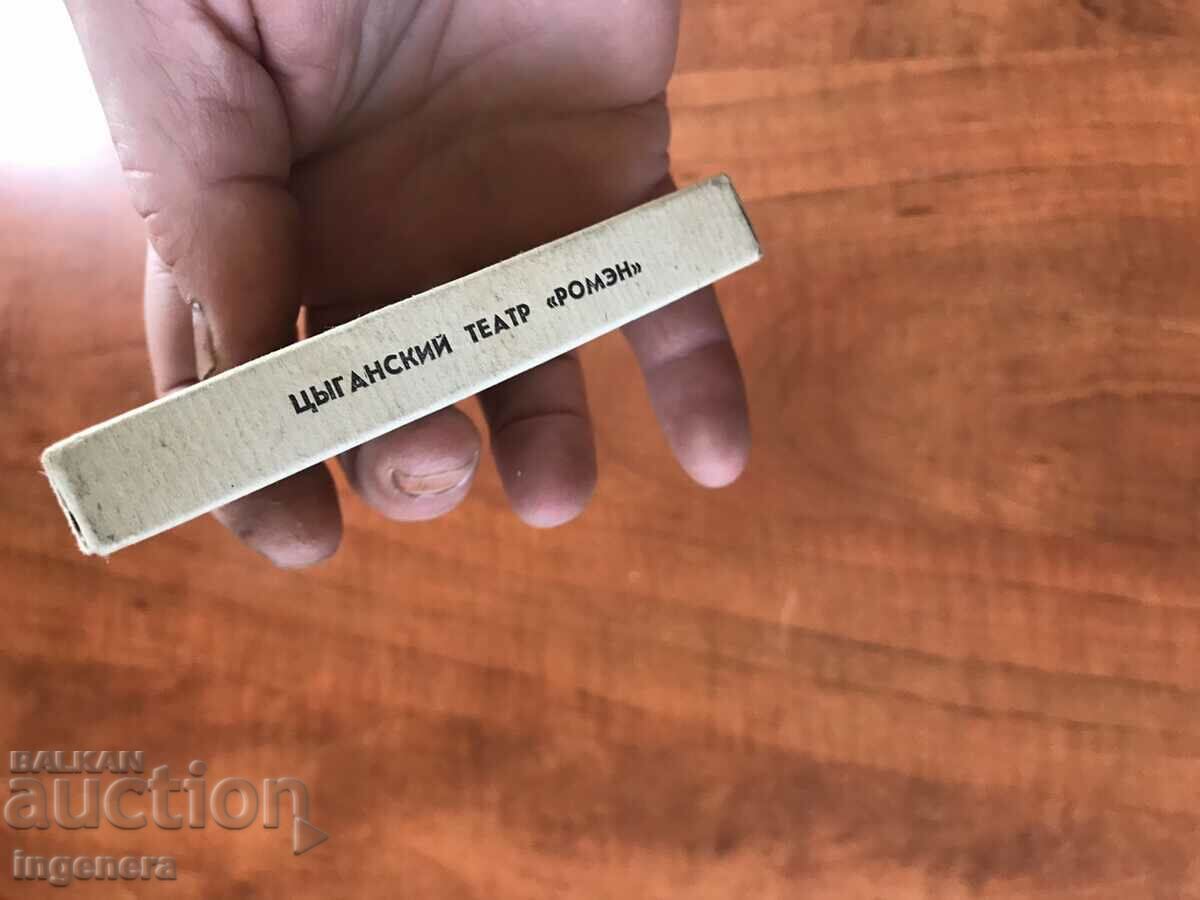 ЦЫГАНСКИЙ ТЕАТР «РОМЭН»
BALKAN
auction
ingenera